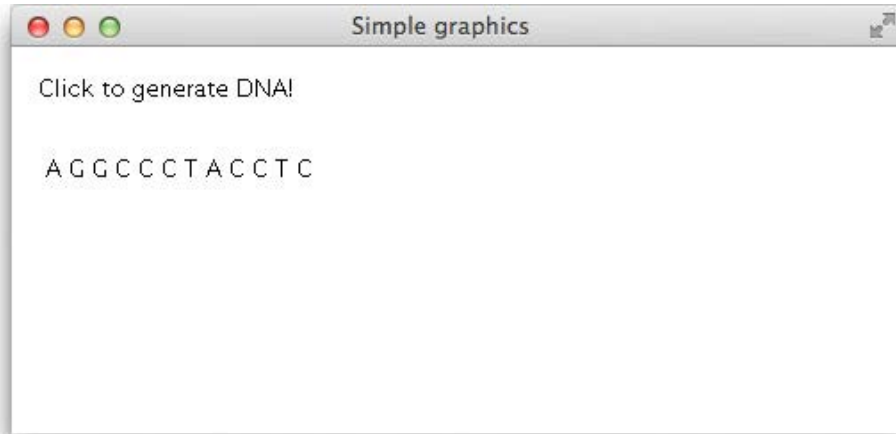 Simple graphics
Click to generate DNA!
A G G C C C T A C C T C